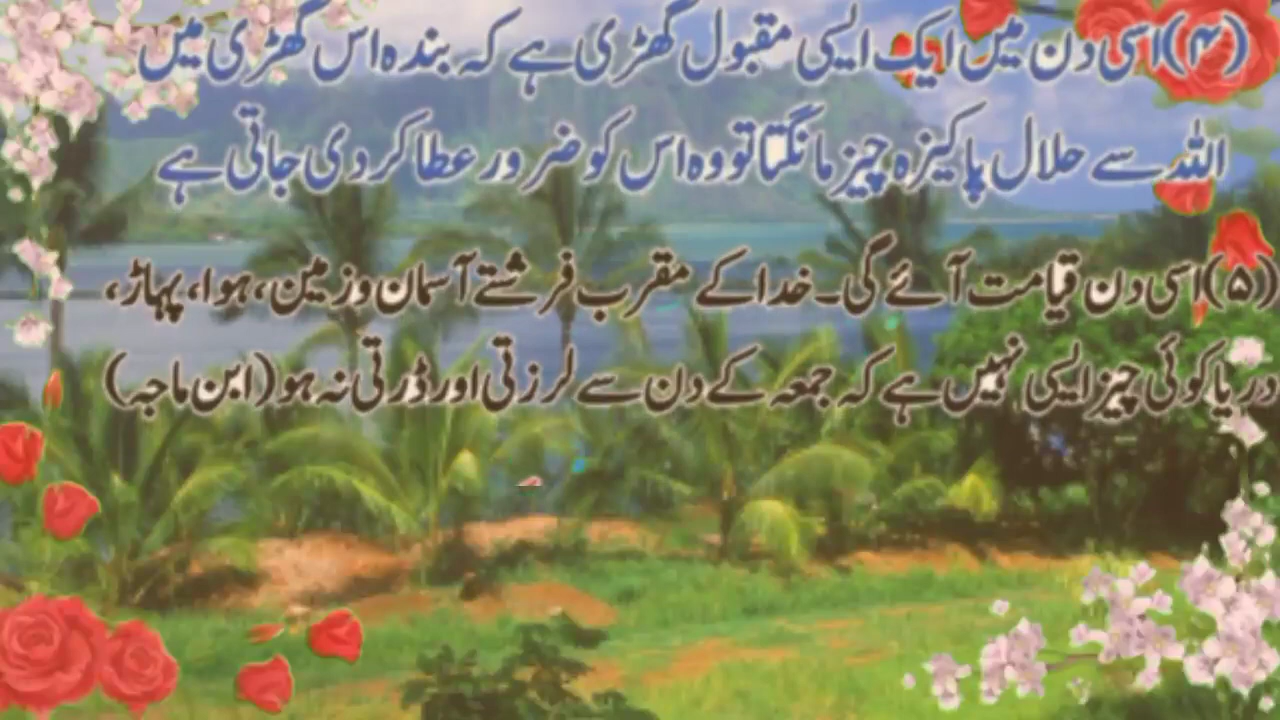 (۴)اسی دن میں ایک ایسی مقبول گھڑی ہے کہ بندہ اس گھڑی میں
اللہ سے حلال پاکیزہ چیز مانگتا تو وہ اس کو ضرور عطا کر دی جاتی ہے
(۵)اسی دن قیامت آئے گی۔خدا کے مقرب فرشتے آسمان و زمین، ہوا، پہاڑ،
دریا کوئی چیز ایسی نہیں ہے کہ جمعہ کے دن سے لرزتی اور ڈرتی نہ ہو (ابن ماجہ)